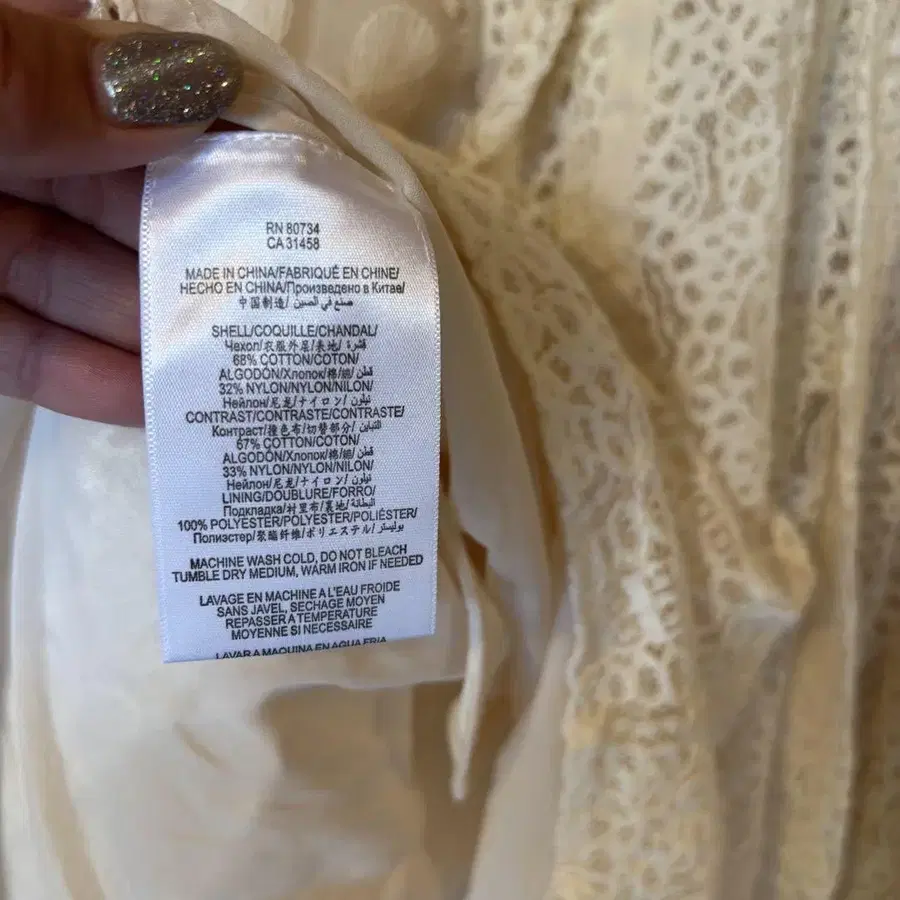 RN 80734
CA 31458
MADE IN CHINA/FABRIQUÉ EN CHINE/
HECHO EN CHINA/Произведено в Китае/
中国制造/ صنع في الصين/
SHELL/COQUILLE/CHANDAL/
Чехол/衣服外层/表地/ قشرة/
68% COTTON/COTON/
ALGODÓN/Хлопок/棉/綿/ قطن/
32% NYLON/NYLON/NILON/
Нейлон/尼龙/ナイロン/ نيلون/
CONTRAST/CONTRASTE/CONTRASTE/
Контраст/撞色布/切替部分/ التباين/
67% COTTON/COTON/
ALGODÓN/Хлопок/棉/綿/ قطن/
33% NYLON/NYLON/NILON/
Нейлон/尼龙/ナイロン/ نيلون/
LINING/DOUBLURE/FORRO/
Подкладка/村里布/裏地/ البطانة/
100% POLYESTER/POLYESTER/POLIÉSTER/
Полиэстер/聚酯纤维/ポリエステル/ بوليستر/
MACHINE WASH COLD, DO NOT BLEACH
TUMBLE DRY MEDIUM, WARM IRON IF NEEDED
LAVAGE EN MACHINE A L'EAU FROIDE
SANS JAVEL, SECHAGE MOYEN
REPASSER A TEMPERATURE
MOYENNE SI NECESSAIRE
LAVAR A MAQUINA EN AGUA FRIA